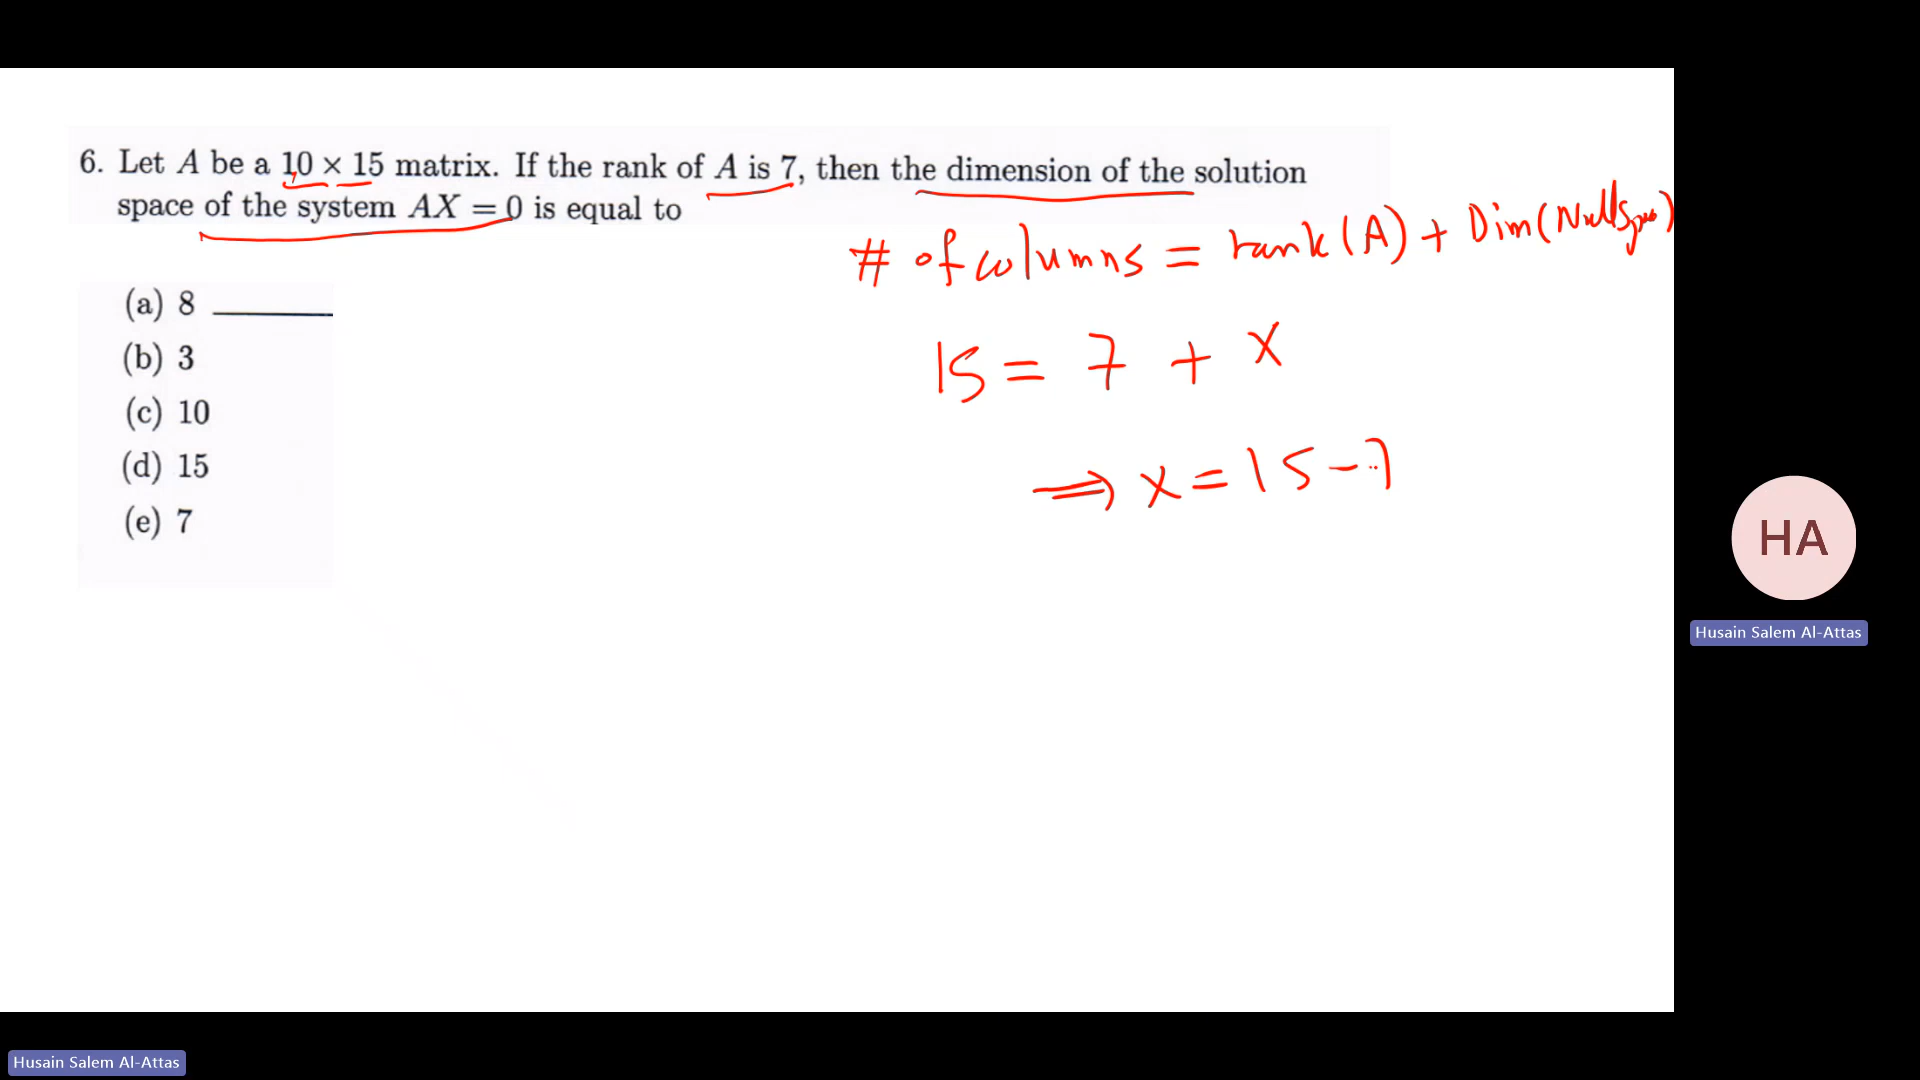 6. Let A be a 10 × 15 matrix. If the rank of A is 7, then the dimension of the solution
space of the system AX = 0 is equal to
# of columns = rank(A) + Dim(NullSpace)
(a) 8
(b) 3
(c) 10
(d) 15
(e) 7
15 = 7 + x
⟹ x = 15 - 7
HA
Husain Salem Al-Attas
Husain Salem Al-Attas